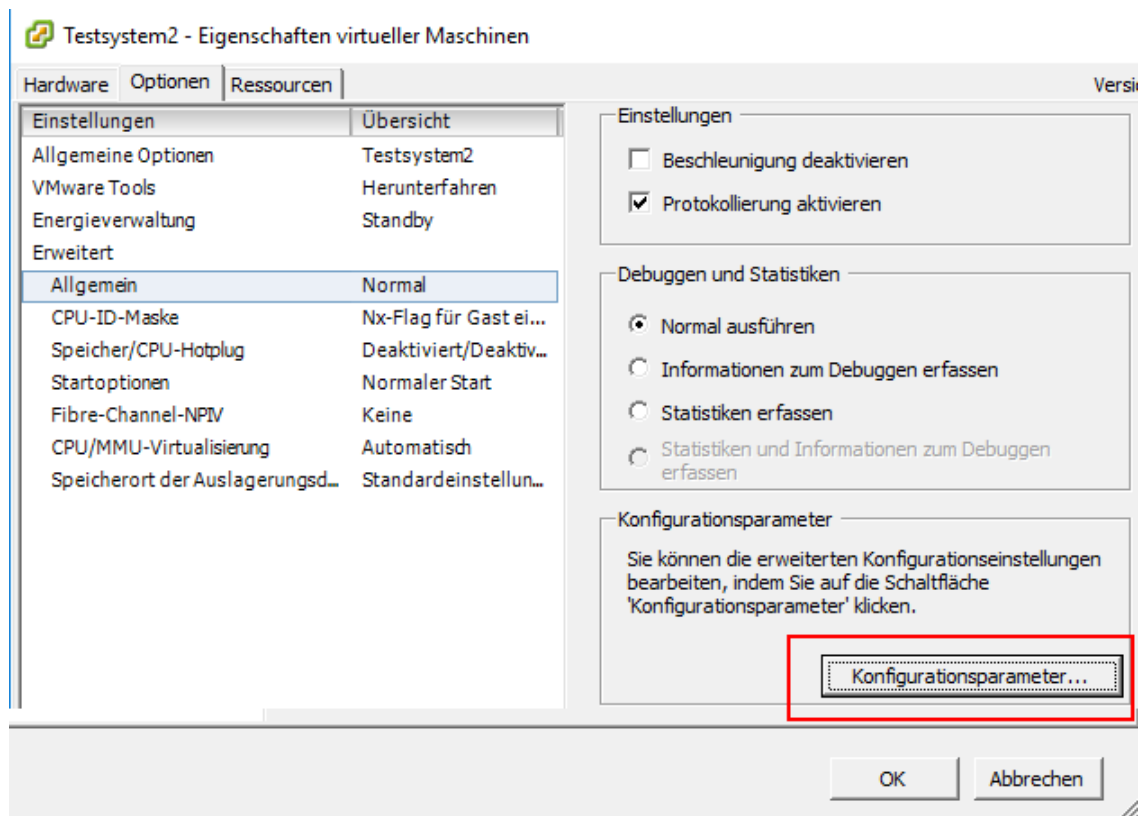 Testsystem2 - Eigenschaften virtueller Maschinen
Hardware Optionen Ressourcen Versi
Einstellungen Übersicht
Allgemeine Optionen Testsystem2
VMware Tools Herunterfahren
Energieverwaltung Standby
Erweitert
Allgemein Normal
CPU-ID-Maske Nx-Flag für Gast ei...
Speicher/CPU-Hotplug Deaktiviert/Deaktiv...
Startoptionen Normaler Start
Fibre-Channel-NPIV Keine
CPU/MMU-Virtualisierung Automatisch
Speicherort der Auslagerungsd... Standardeinstellun...
Einstellungen
Beschleunigung deaktivieren
Protokollierung aktivieren
Debuggen und Statistiken
Normal ausführen
Informationen zum Debuggen erfassen
Statistiken erfassen
Statistiken und Informationen zum Debuggen
erfassen
Konfigurationsparameter
Sie können die erweiterten Konfigurationseinstellungen
bearbeiten, indem Sie auf die Schaltfläche
'Konfigurationsparameter' klicken.
Konfigurationsparameter...
OK Abbrechen